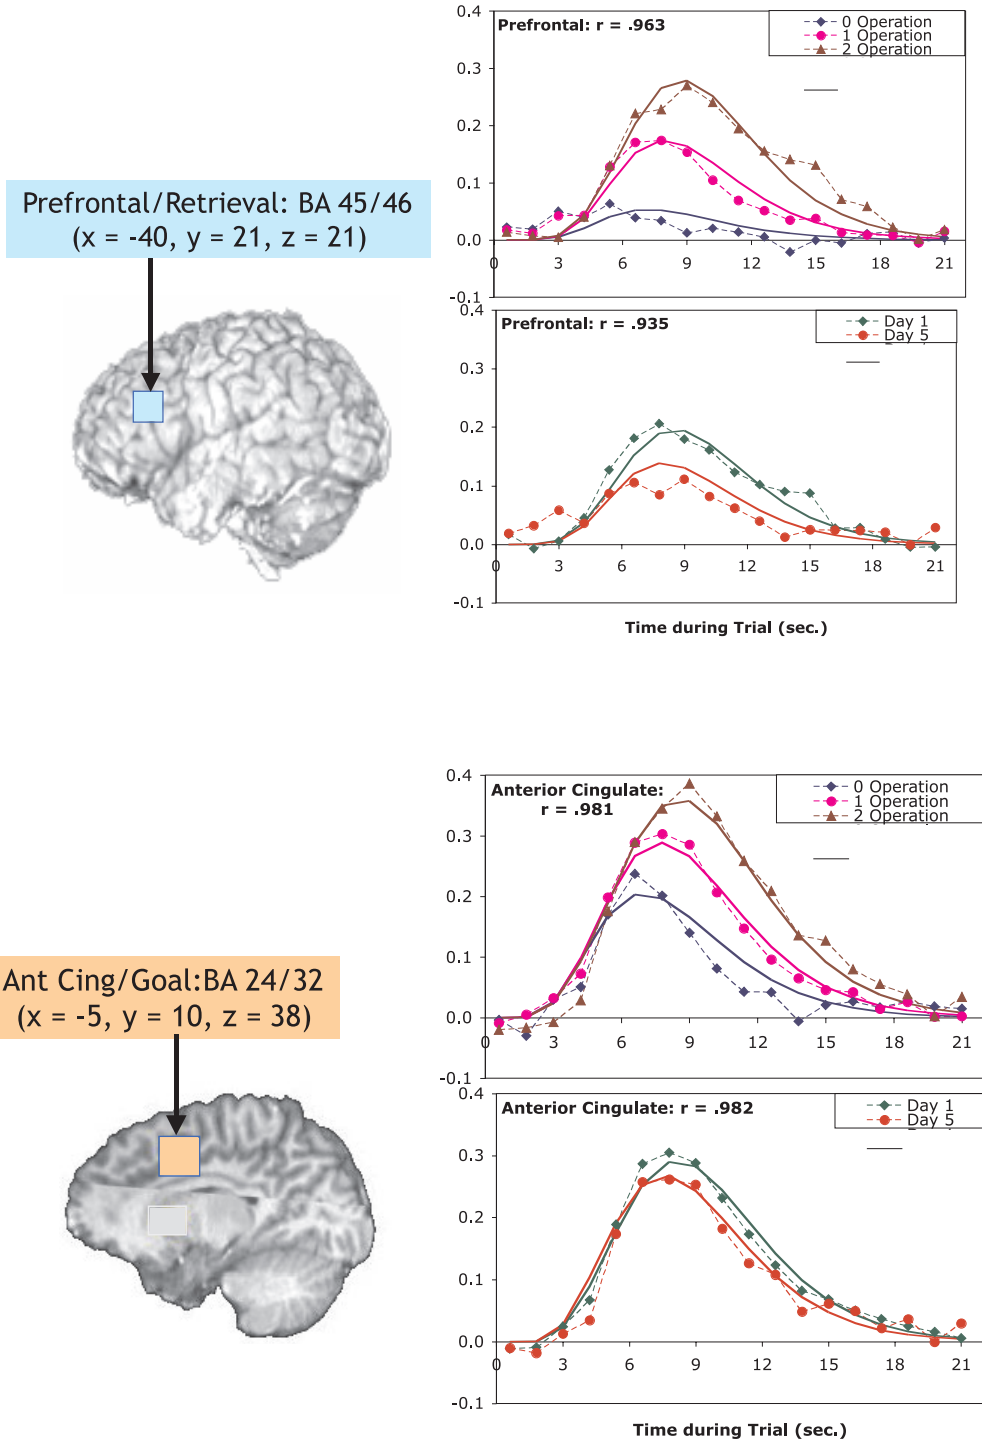 Prefrontal/Retrieval: BA 45/46
(x = -40, y = 21, z = 21)
Prefrontal: r = .963
0 Operation
1 Operation
2 Operation
0.4
0.3
0.2
0.1
0.0
-0.1
0 3 6 9 12 15 18 21
Prefrontal: r = .935
Day 1
Day 5
0.4
0.3
0.2
0.1
0.0
-0.1
0 3 6 9 12 15 18 21
Time during Trial (sec.)
Ant Cing/Goal:BA 24/32
(x = -5, y = 10, z = 38)
Anterior Cingulate:
r = .981
0 Operation
1 Operation
2 Operation
0.4
0.3
0.2
0.1
0.0
-0.1
0 3 6 9 12 15 18 21
Anterior Cingulate: r = .982
Day 1
Day 5
0.4
0.3
0.2
0.1
0.0
-0.1
0 3 6 9 12 15 18 21
Time during Trial (sec.)